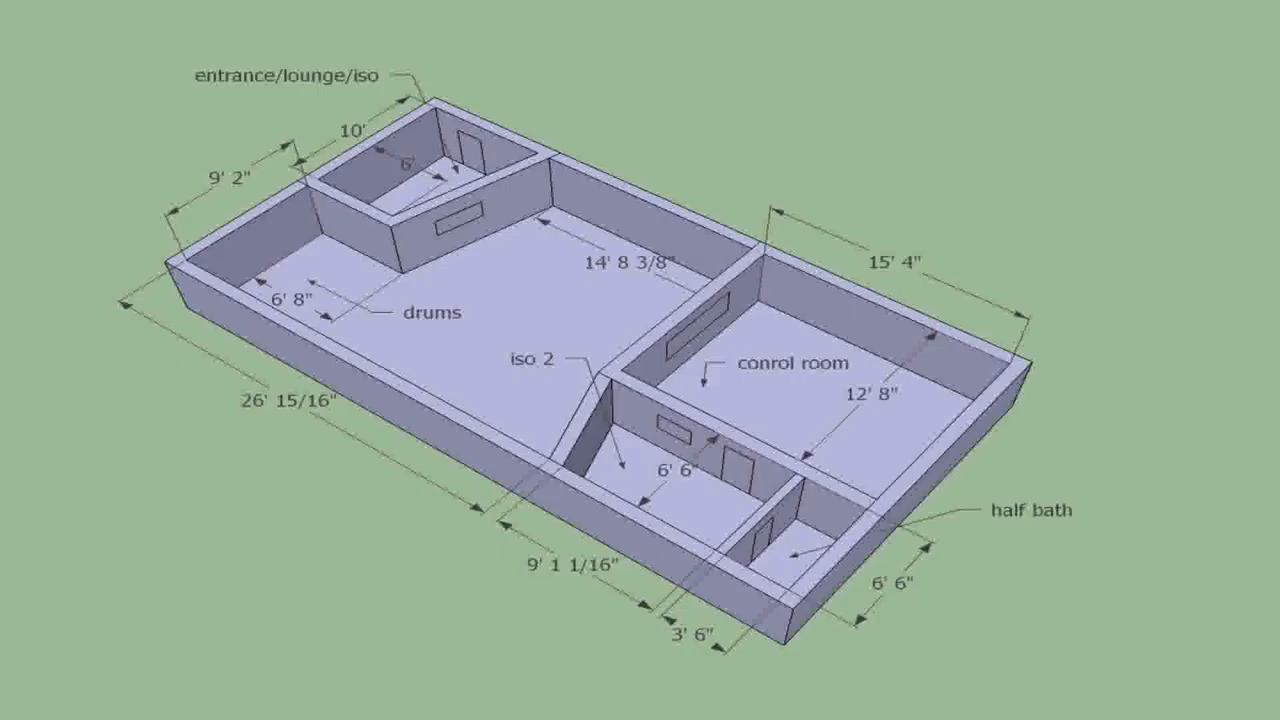 entrance/lounge/iso
10'
6'
9' 2"
14' 8 3/8"
15' 4"
6' 8"
drums
iso 2
conrol room
12' 8"
26' 15/16"
6' 6"
half bath
9' 1 1/16"
6' 6"
3' 6"